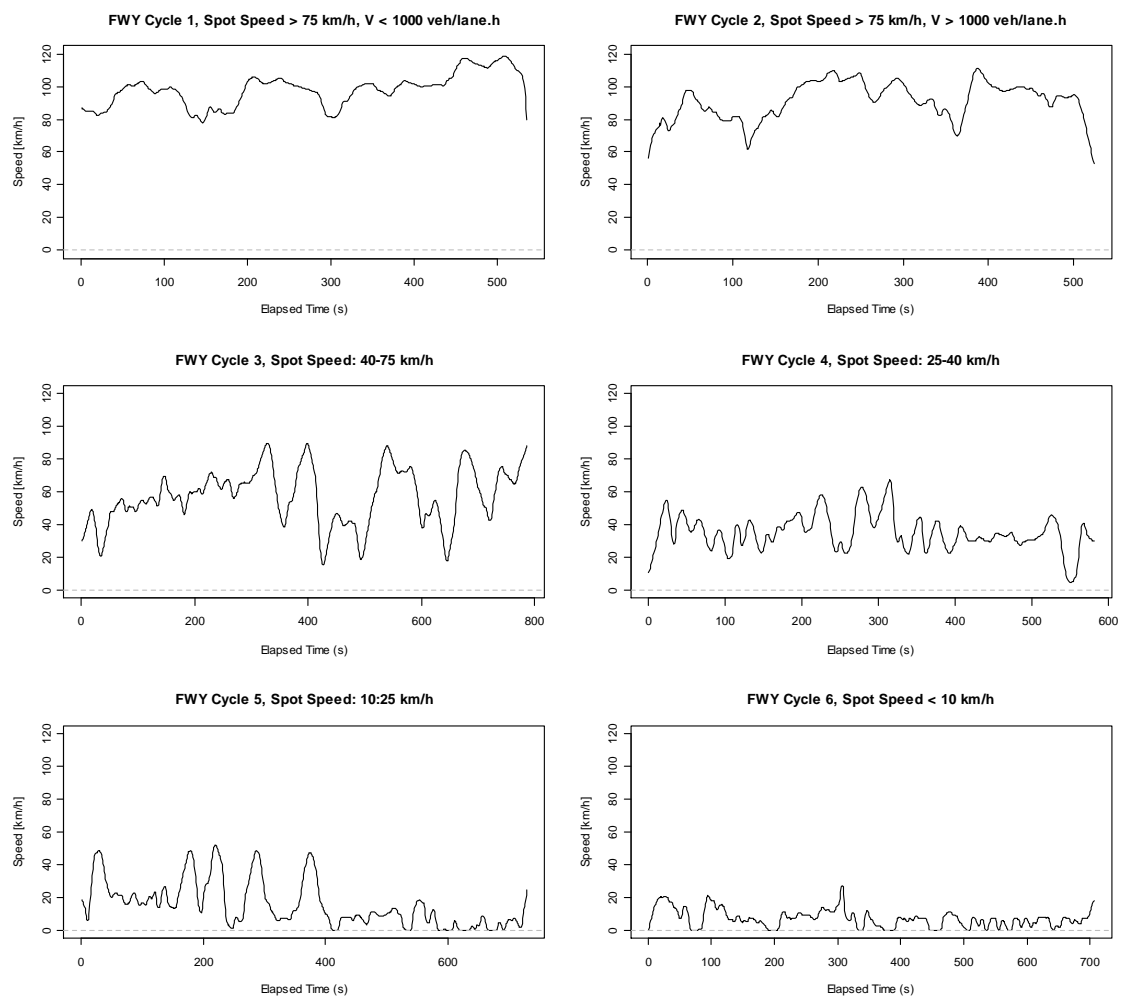 FWY Cycle 1, Spot Speed > 75 km/h, V < 1000 veh/lane.h
Speed [km/h]
0 20 40 60 80 100 120
0 100 200 300 400 500
Elapsed Time (s)
FWY Cycle 2, Spot Speed > 75 km/h, V > 1000 veh/lane.h
Speed [km/h]
0 20 40 60 80 100 120
0 100 200 300 400 500
Elapsed Time (s)
FWY Cycle 3, Spot Speed: 40-75 km/h
Speed [km/h]
0 20 40 60 80 100 120
0 200 400 600 800
Elapsed Time (s)
FWY Cycle 4, Spot Speed: 25-40 km/h
Speed [km/h]
0 20 40 60 80 100 120
0 100 200 300 400 500 600
Elapsed Time (s)
FWY Cycle 5, Spot Speed: 10:25 km/h
Speed [km/h]
0 20 40 60 80 100 120
0 200 400 600
Elapsed Time (s)
FWY Cycle 6, Spot Speed < 10 km/h
Speed [km/h]
0 20 40 60 80 100 120
0 100 200 300 400 500 600 700
Elapsed Time (s)